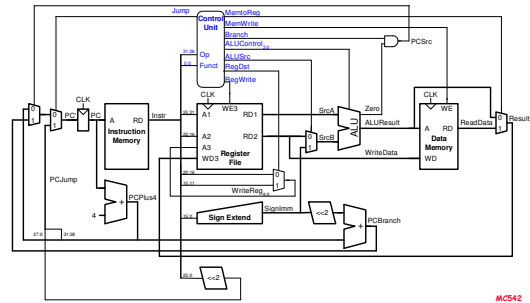 Jump
Control
Unit
MemtoReg
MemWrite
Branch
ALUControl2:0
PCSrc
ALUSrc
RegDst
RegWrite
31:26
Op
5:0
Funct
CLK
CLK
CLK
0
1
0
1
PC'
PC
A
RD
Instruction
Memory
Instr
25:21
A1
WE3
RD1
SrcA
Zero
WE
20:16
A2
RD2
0
1
SrcB
ALU
ALUResult
A
RD
ReadData
0
1
Result
A3
WD3
Register
File
Data
Memory
WD
WriteData
20:16
15:11
0
1
WriteReg4:0
PCJump
PCPlus4
4
+
SignImm
15:0
Sign Extend
<<2
+
PCBranch
27:0
31:28
25:0
<<2
MC542